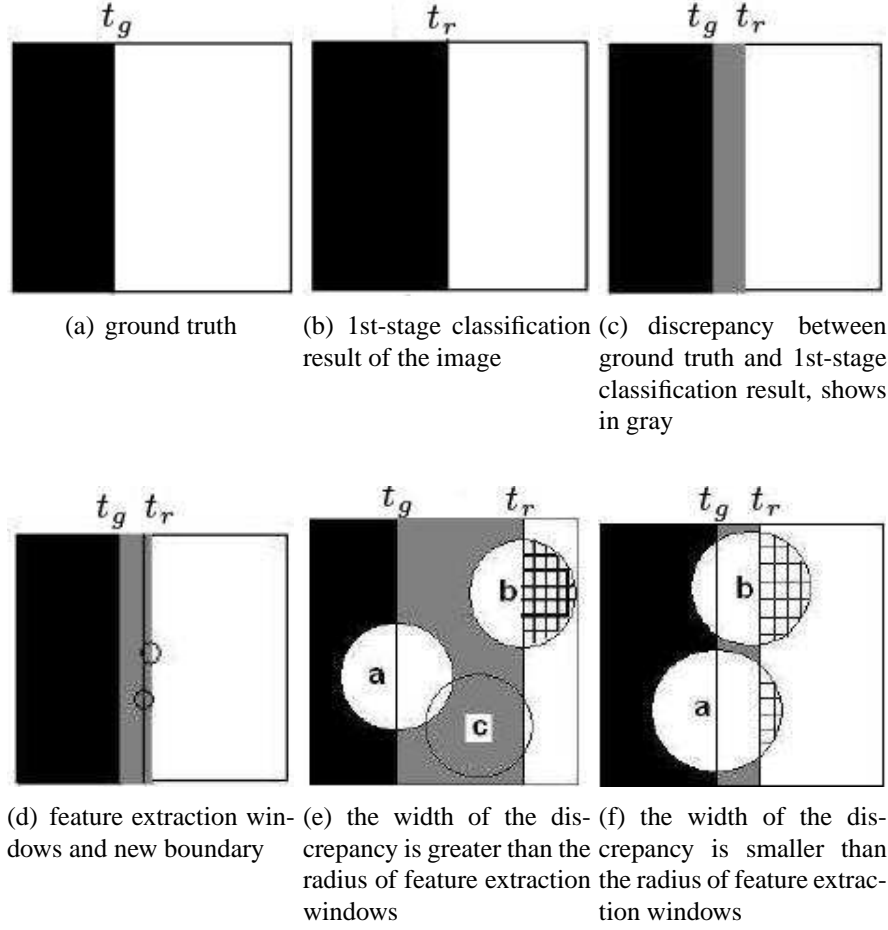 t_g
t_r
t_g t_r
(a) ground truth
(b) 1st-stage classification
result of the image
(c) discrepancy between
ground truth and 1st-stage
classification result, shows
in gray
t_g t_r
t_g t_r
t_g t_r
b
a
c
b
a
(d) feature extraction win-
dows and new boundary
(e) the width of the dis-
crepancy is greater than the
radius of feature extraction
windows
(f) the width of the dis-
crepancy is smaller than
the radius of feature extrac-
tion windows